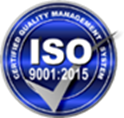 CERTIFIED QUALITY MANAGEMENT SYSTEM
ISO
9001:2015